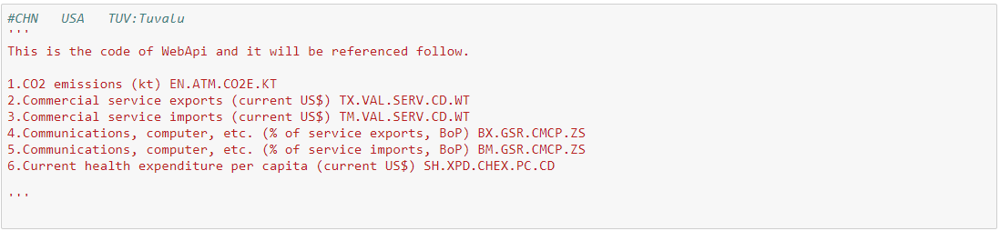 #CHN   USA   TUV:Tuvalu
'''
This is the code of WebApi and it will be referenced follow.
1.CO2 emissions (kt) EN.ATM.CO2E.KT
2.Commercial service exports (current US$) TX.VAL.SERV.CD.WT
3.Commercial service imports (current US$) TM.VAL.SERV.CD.WT
4.Communications, computer, etc. (% of service exports, BoP) BX.GSR.CMCP.ZS
5.Communications, computer, etc. (% of service imports, BoP) BM.GSR.CMCP.ZS
6.Current health expenditure per capita (current US$) SH.XPD.CHEX.PC.CD
'''